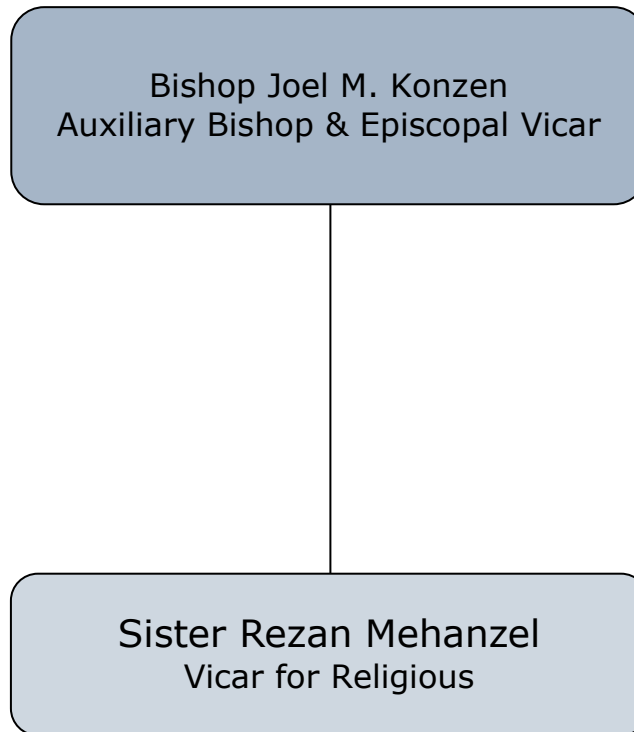 Bishop Joel M. Konzen
Auxiliary Bishop & Episcopal Vicar
Sister Rezan Mehanzel
Vicar for Religious